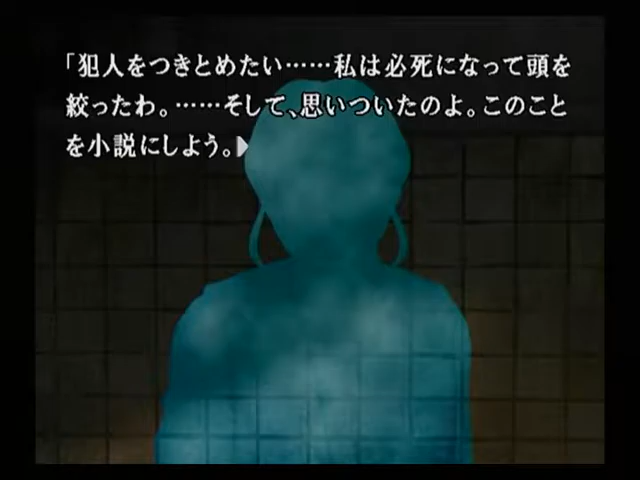 「犯人をつきとめたい……私は必死になって頭を
絞ったわ。……そして、思いついたのよ。このこと
を小説にしよう。